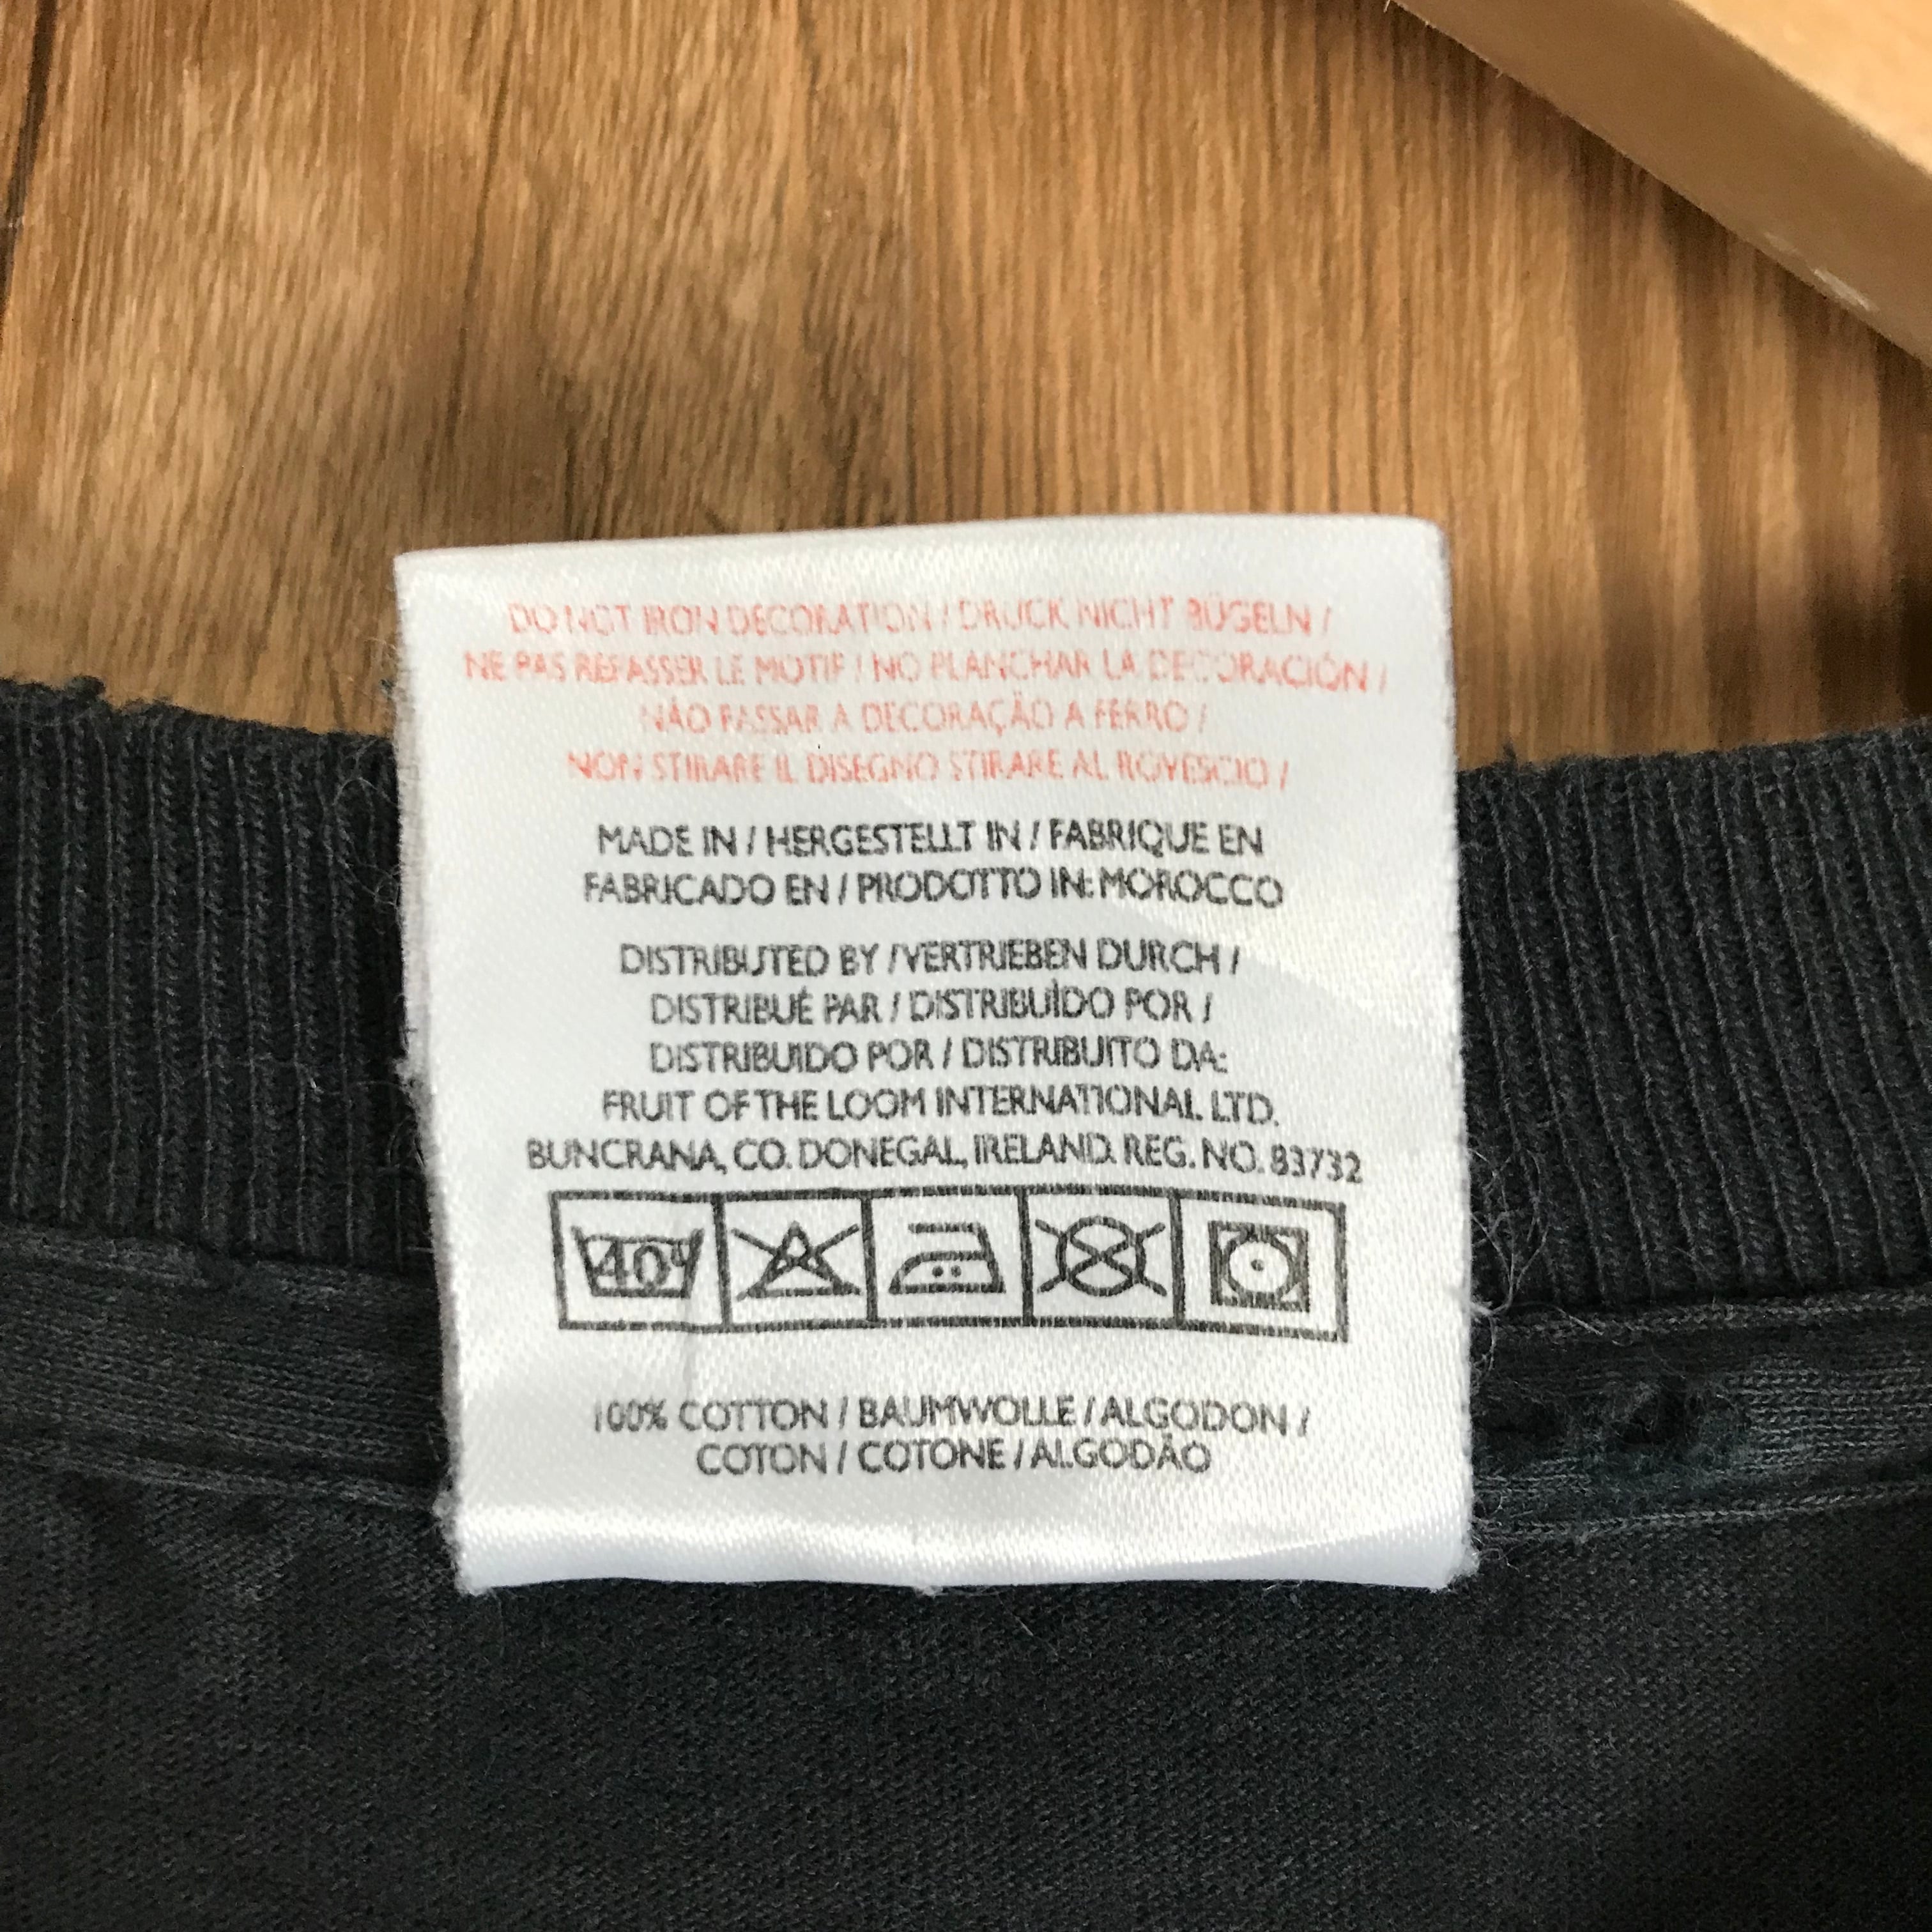 DO NOT IRON DECORATION / DRUCK NICHT BÜGELN /
NE PAS REPASSER LE MOTIF / NO PLANCHAR LA DECORACIÓN /
NÃO PASSAR A DECORAÇÃO A FERRO /
NON STIRARE IL DISEGNO STIRARE AL ROVESCIO /
MADE IN / HERGESTELLT IN / FABRIQUE EN
FABRICADO EN / PRODOTTO IN: MOROCCO
DISTRIBUTED BY / VERTRIEBEN DURCH /
DISTRIBUÉ PAR / DISTRIBUÍDO POR /
DISTRIBUIDO POR / DISTRIBUITO DA:
FRUIT OF THE LOOM INTERNATIONAL LTD.
BUNCRANA, CO. DONEGAL, IRELAND. REG. NO. 83732
40°
100% COTTON / BAUMWOLLE / ALGODON /
COTON / COTONE / ALGODÃO